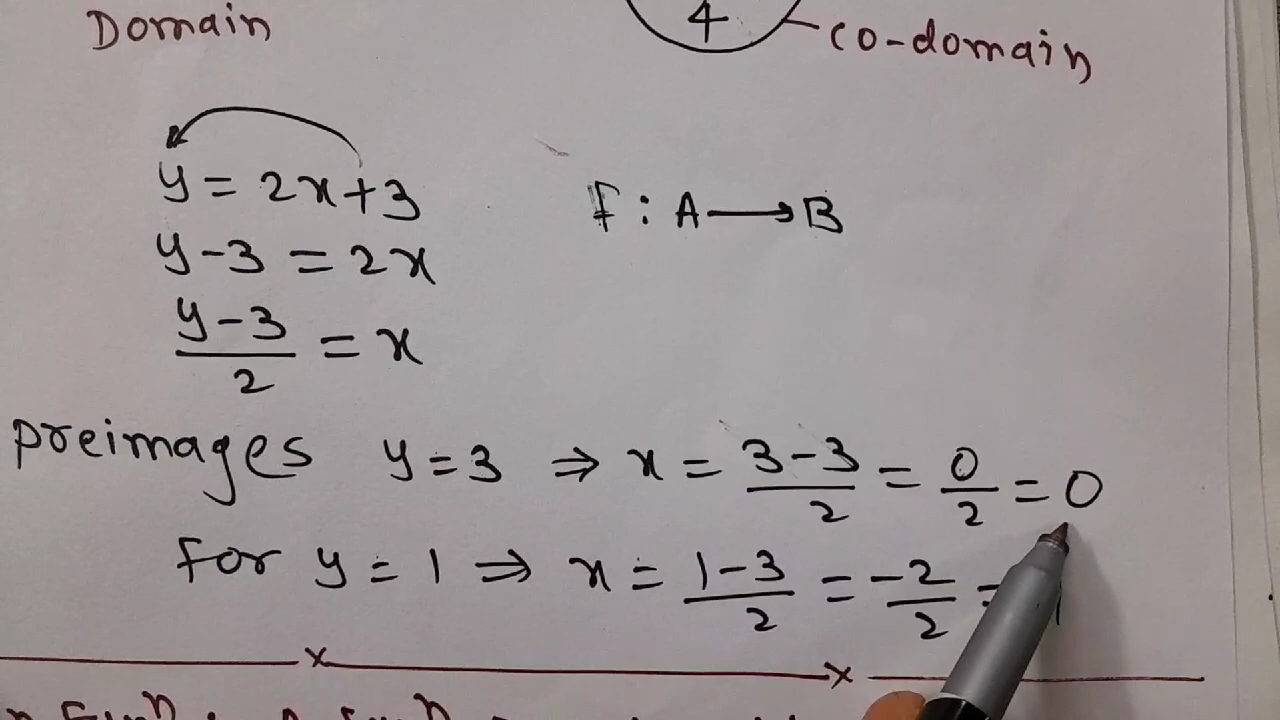 Domain
4
co-domain
y = 2x+3
F : A → B
y-3 = 2x
y-3/2 = x
preimages y=3 ⇒ x = 3-3/2 = 0/2 = 0
For y = 1 ⇒ x = 1-3/2 = -2/2 =